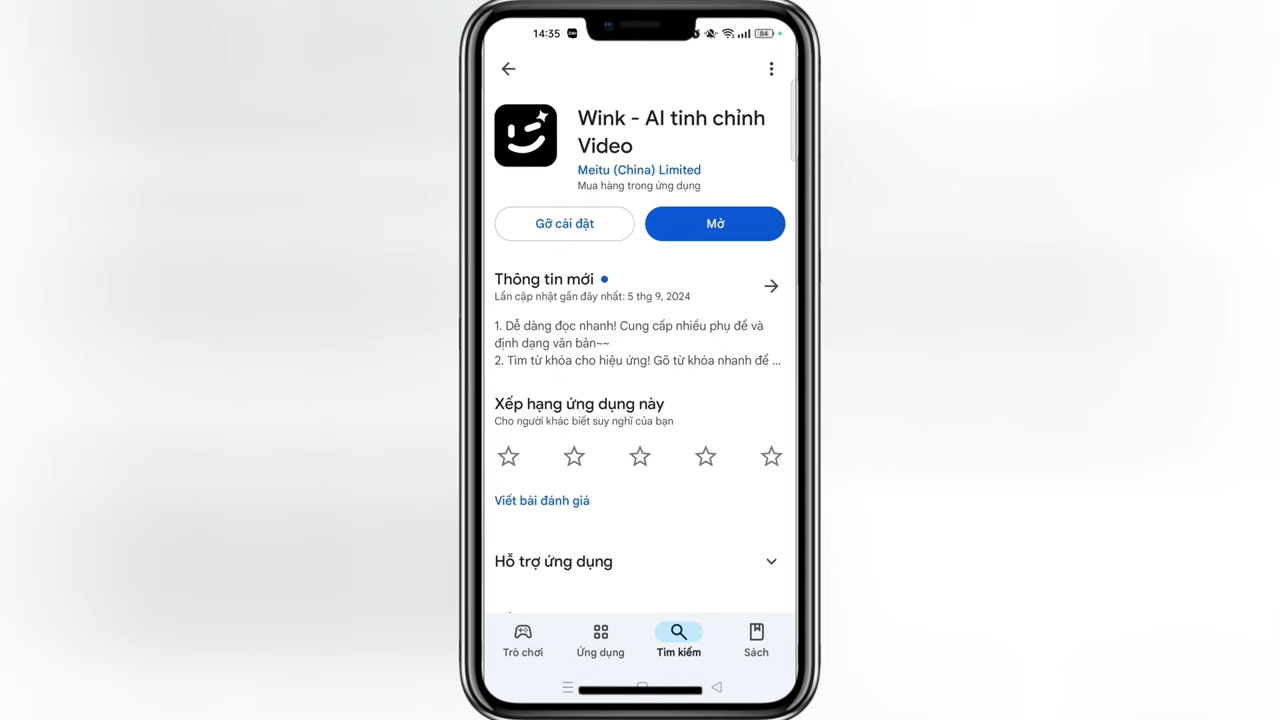 14:35
84
Wink - AI tinh chỉnh
Video
Meitu (China) Limited
Mua hàng trong ứng dụng
Gỡ cài đặt
Mở
Thông tin mới
Lần cập nhật gần đây nhất: 5 thg 9, 2024
1. Dễ dàng đọc nhanh! Cung cấp nhiều phụ đề và
định dạng văn bản~~
2. Tìm từ khóa cho hiệu ứng! Gõ từ khóa nhanh để ...
Xếp hạng ứng dụng này
Cho người khác biết suy nghĩ của bạn
Viết bài đánh giá
Hỗ trợ ứng dụng
Trò chơi
Ứng dụng
Tìm kiếm
Sách